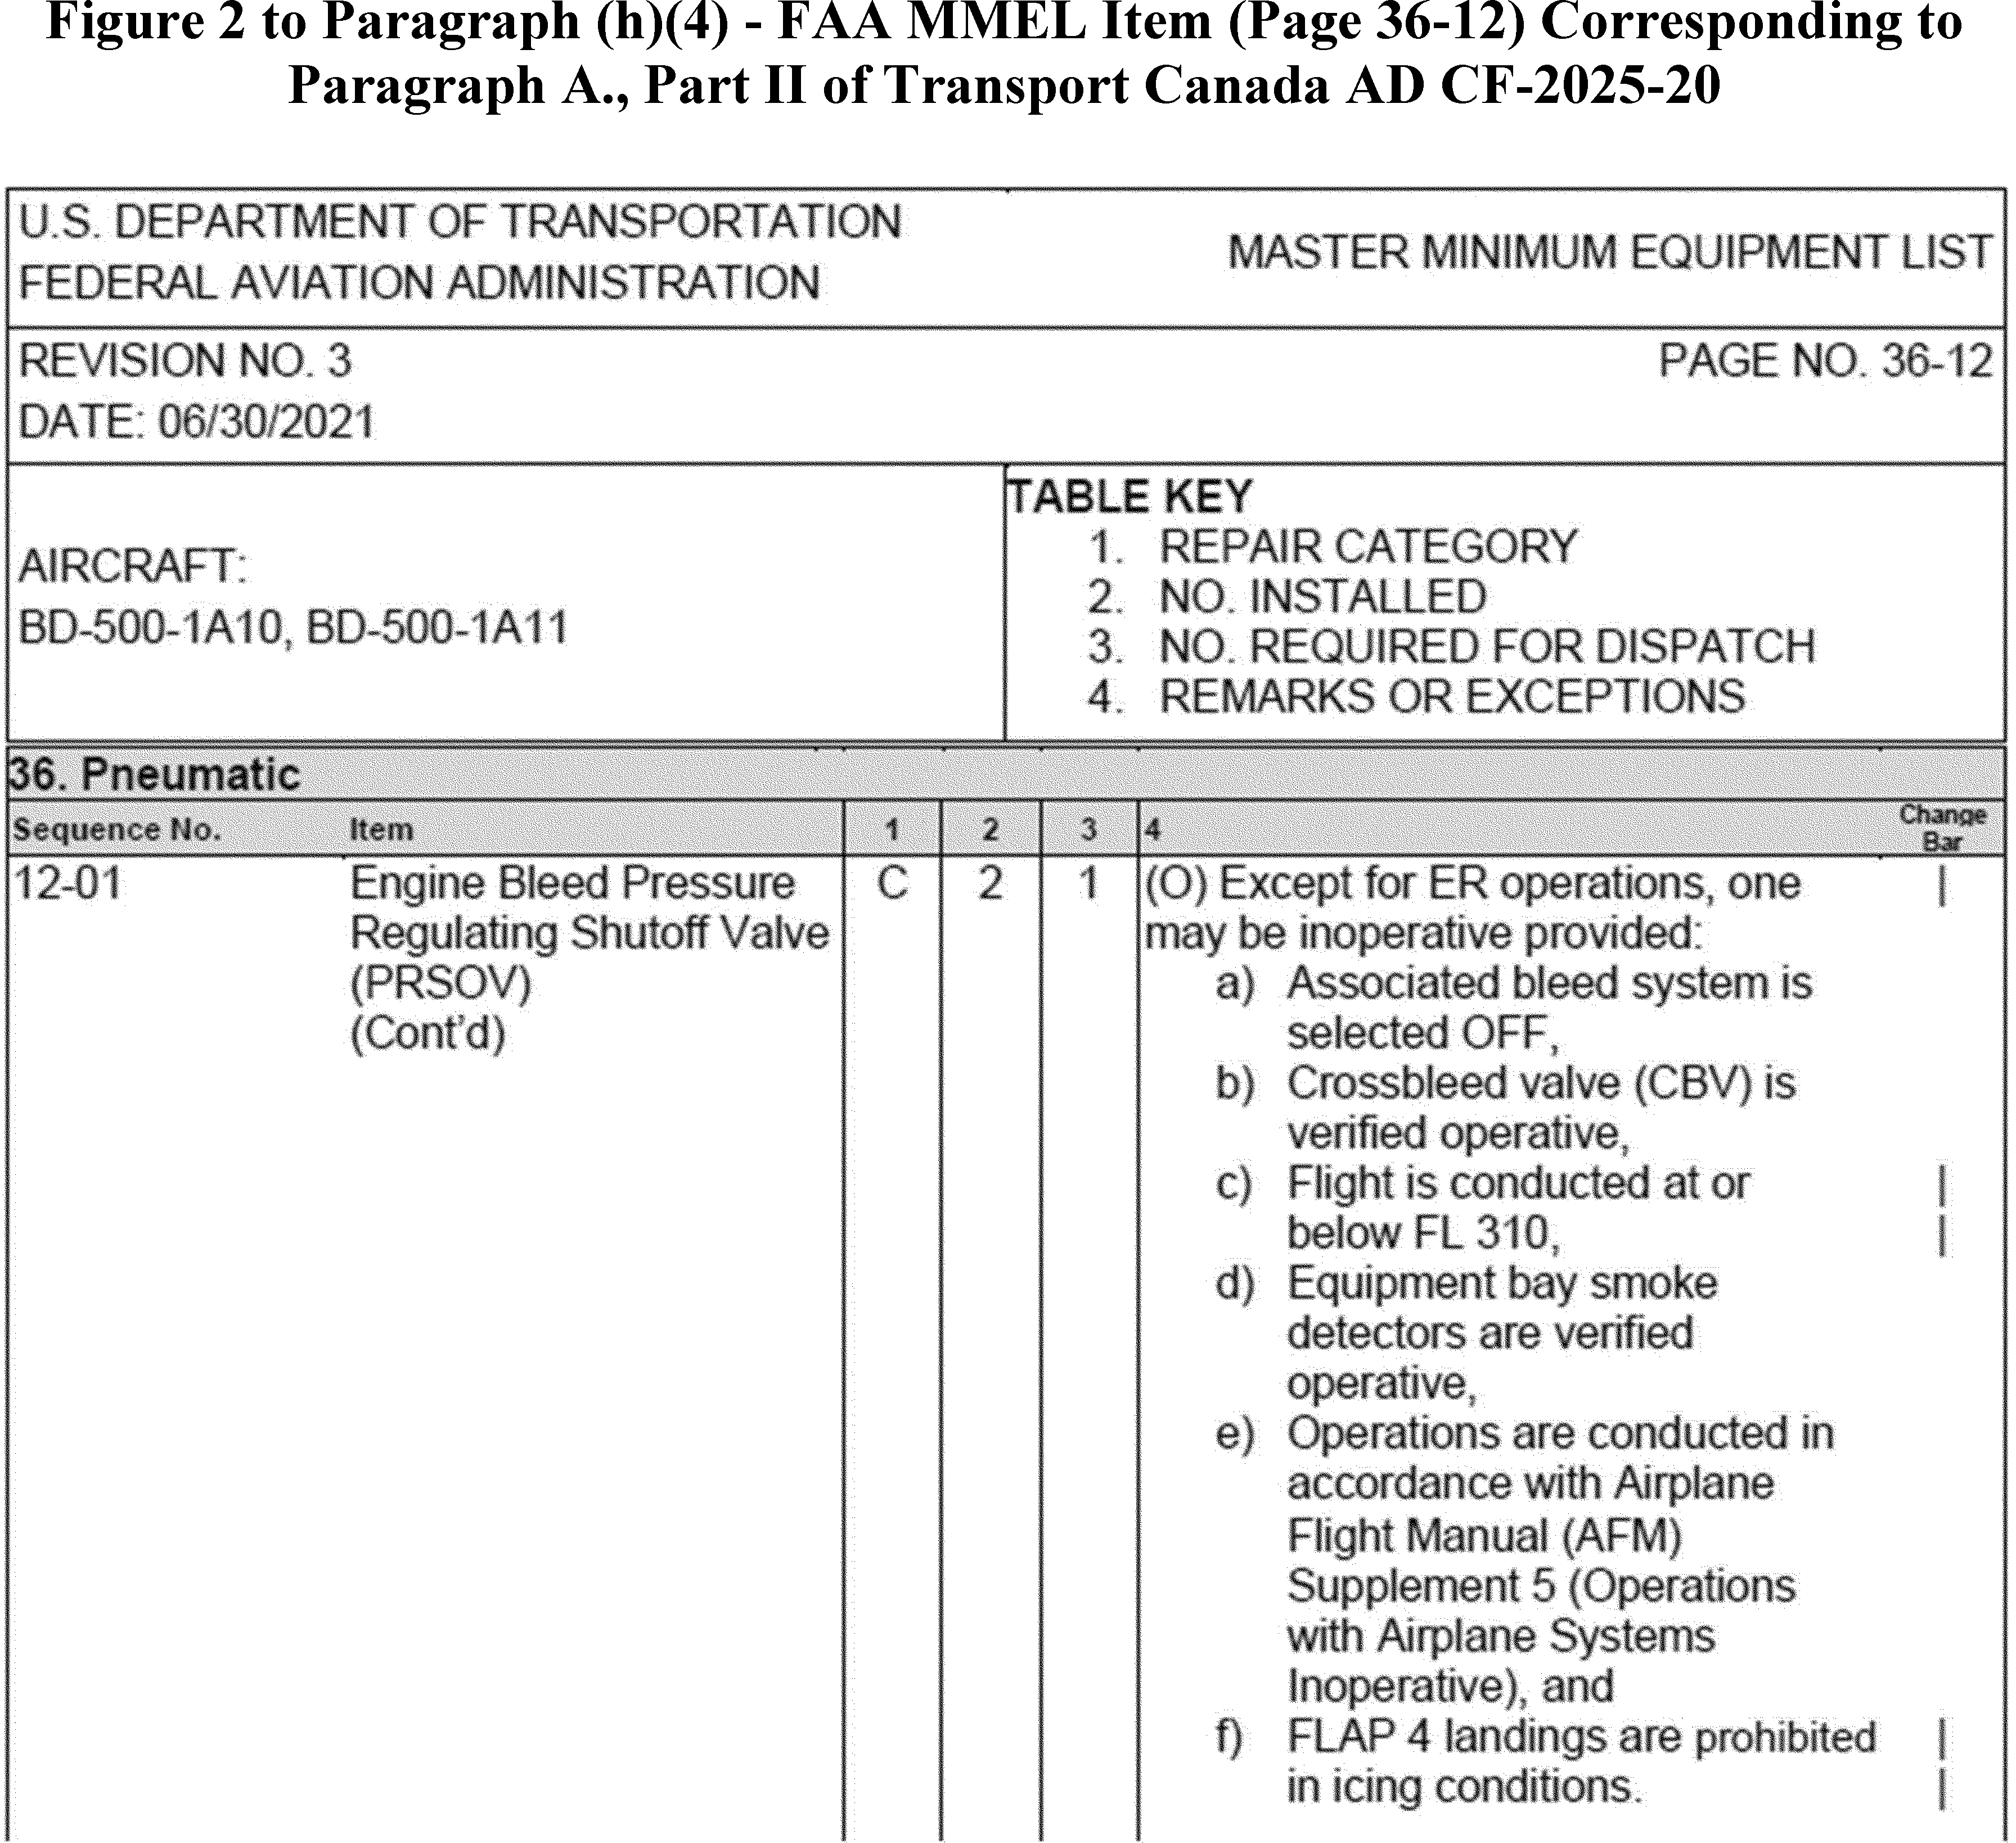 Figure 2 to Paragraph (h)(4) - FAA MMEL Item (Page 36-12) Corresponding to
Paragraph A., Part II of Transport Canada AD CF-2025-20
U.S. DEPARTMENT OF TRANSPORTATION
FEDERAL AVIATION ADMINISTRATION
MASTER MINIMUM EQUIPMENT LIST
REVISION NO. 3
PAGE NO. 36-12
DATE: 06/30/2021
AIRCRAFT:
BD-500-1A10, BD-500-1A11
TABLE KEY
1. REPAIR CATEGORY
2. NO. INSTALLED
3. NO. REQUIRED FOR DISPATCH
4. REMARKS OR EXCEPTIONS
36. Pneumatic
Sequence No. Item 1 2 3 4 Change
Bar
12-01 Engine Bleed Pressure C 2 1 (O) Except for ER operations, one |
Regulating Shutoff Valve may be inoperative provided:
(PRSOV) a) Associated bleed system is
(Cont'd) selected OFF,
b) Crossbleed valve (CBV) is
verified operative,
c) Flight is conducted at or |
below FL 310, |
d) Equipment bay smoke
detectors are verified
operative,
e) Operations are conducted in
accordance with Airplane
Flight Manual (AFM)
Supplement 5 (Operations
with Airplane Systems
Inoperative), and
f) FLAP 4 landings are prohibited |
in icing conditions. |